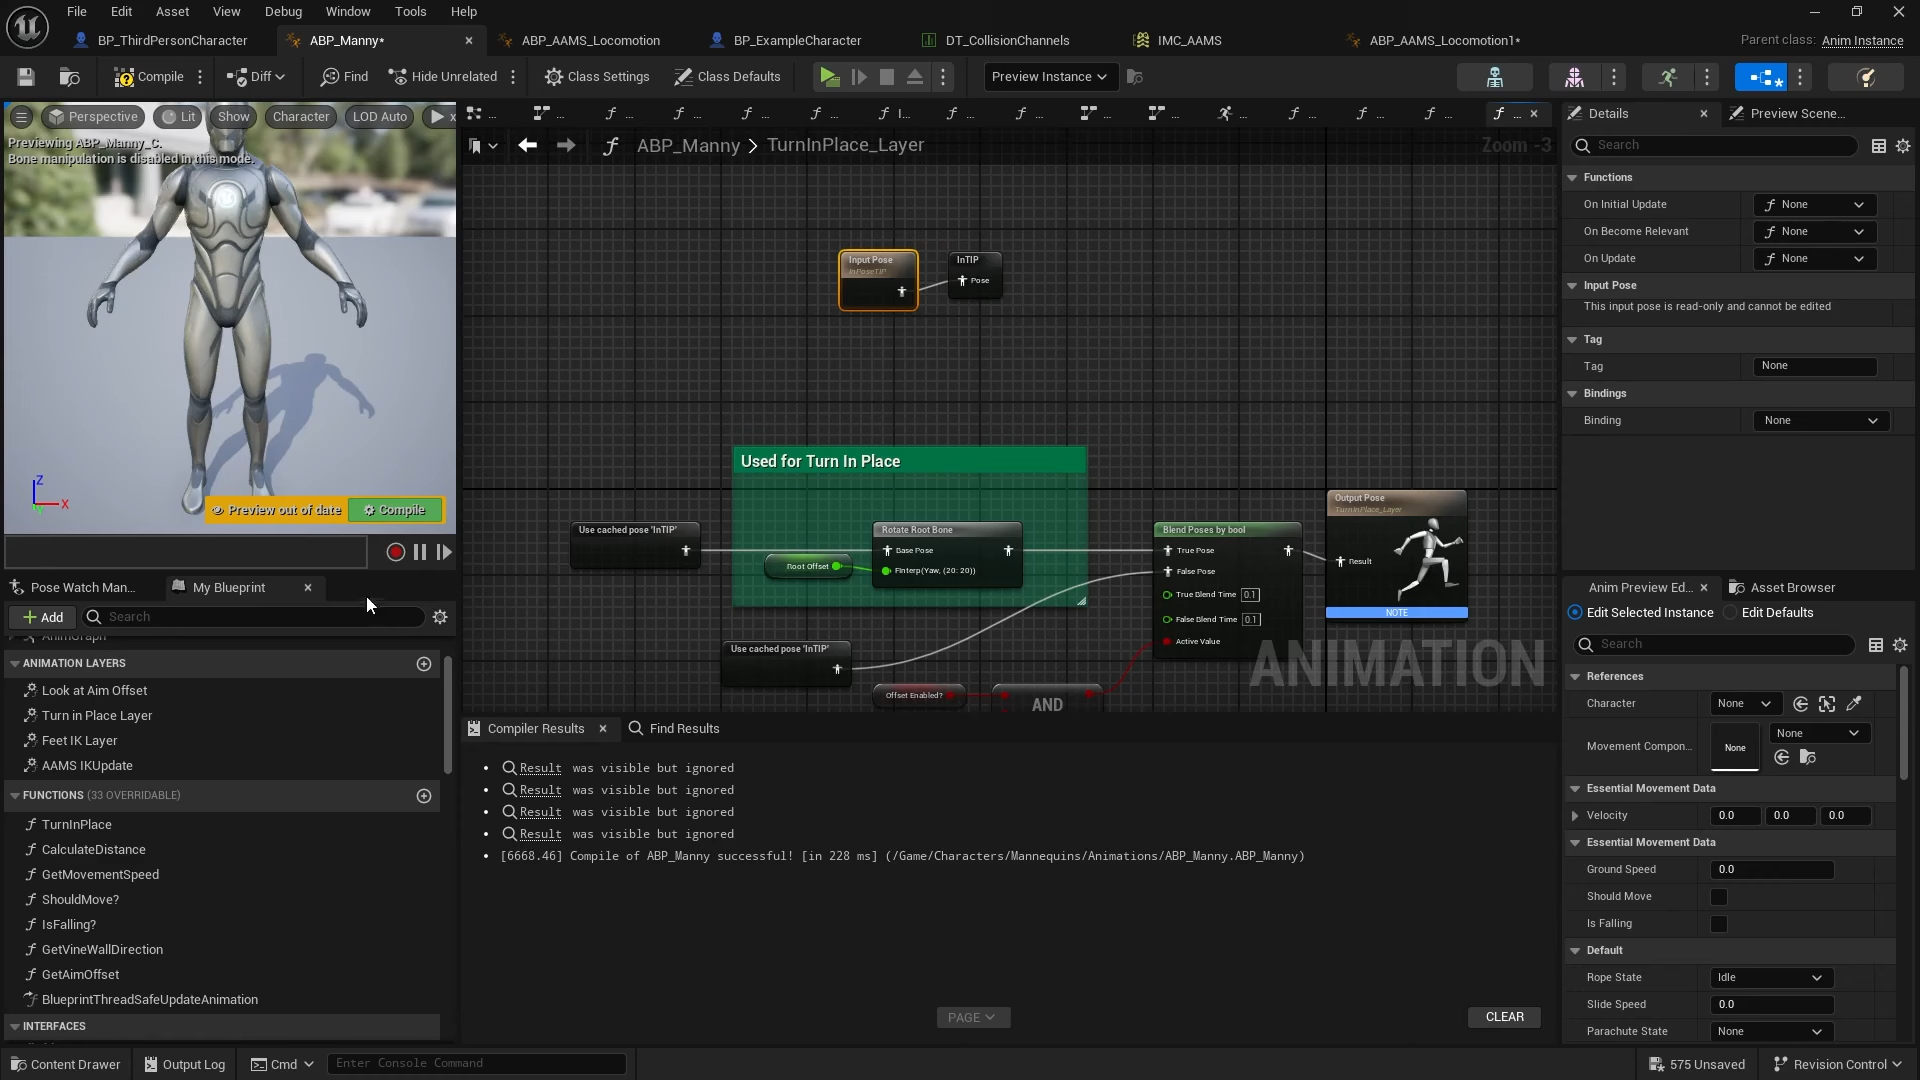 File Edit Asset View Debug Window Tools Help
BP_ThirdPersonCharacter ABP_Manny* ABP_AAMS_Locomotion BP_ExampleCharacter DT_CollisionChannels IMC_AAMS ABP_AAMS_Locomotion1* Parent class: Anim Instance
Compile Diff Find Hide Unrelated Class Settings Class Defaults Preview Instance
Perspective Lit Show Character LOD Auto x
Previewing ABP_Manny_C.
Bone manipulation is disabled in this mode.
Z
X
Preview out of date Compile
Pose Watch Man... My Blueprint
Add Search
AnimGraph
ANIMATION LAYERS
Look at Aim Offset
Turn in Place Layer
Feet IK Layer
AAMS IKUpdate
FUNCTIONS (33 OVERRIDABLE)
TurnInPlace
CalculateDistance
GetMovementSpeed
ShouldMove?
IsFalling?
GetVineWallDirection
GetAimOffset
BlueprintThreadSafeUpdateAnimation
INTERFACES
... ... ... ... ... ... I... ... ... ... ... ... ... ... ... ...
ABP_Manny > TurnInPlace_Layer Zoom -3
Input Pose
InPoseTIP
InTIP
Pose
Used for Turn In Place
Use cached pose 'InTIP'
Root Offset
Rotate Root Bone
Base Pose
FInterp(Yaw, (20: 20))
Blend Poses by bool
True Pose
False Pose
True Blend Time 0.1
False Blend Time 0.1
Active Value
Output Pose
TurnInPlace_Layer
Result
NOTE
Use cached pose 'InTIP'
Offset Enabled?
AND
ANIMATION
Compiler Results Find Results
Result was visible but ignored
Result was visible but ignored
Result was visible but ignored
Result was visible but ignored
[6668.46] Compile of ABP_Manny successful! [in 228 ms] (/Game/Characters/Mannequins/Animations/ABP_Manny.ABP_Manny)
PAGE CLEAR
Details Preview Scene...
Search
Functions
On Initial Update None
On Become Relevant None
On Update None
Input Pose
This input pose is read-only and cannot be edited
Tag
Tag None
Bindings
Binding None
Anim Preview Ed... Asset Browser
Edit Selected Instance Edit Defaults
Search
References
Character None
Movement Compon... None None
Essential Movement Data
Velocity 0.0 0.0 0.0
Essential Movement Data
Ground Speed 0.0
Should Move
Is Falling
Default
Rope State Idle
Slide Speed 0.0
Parachute State None
Content Drawer Output Log Cmd Enter Console Command 575 Unsaved Revision Control